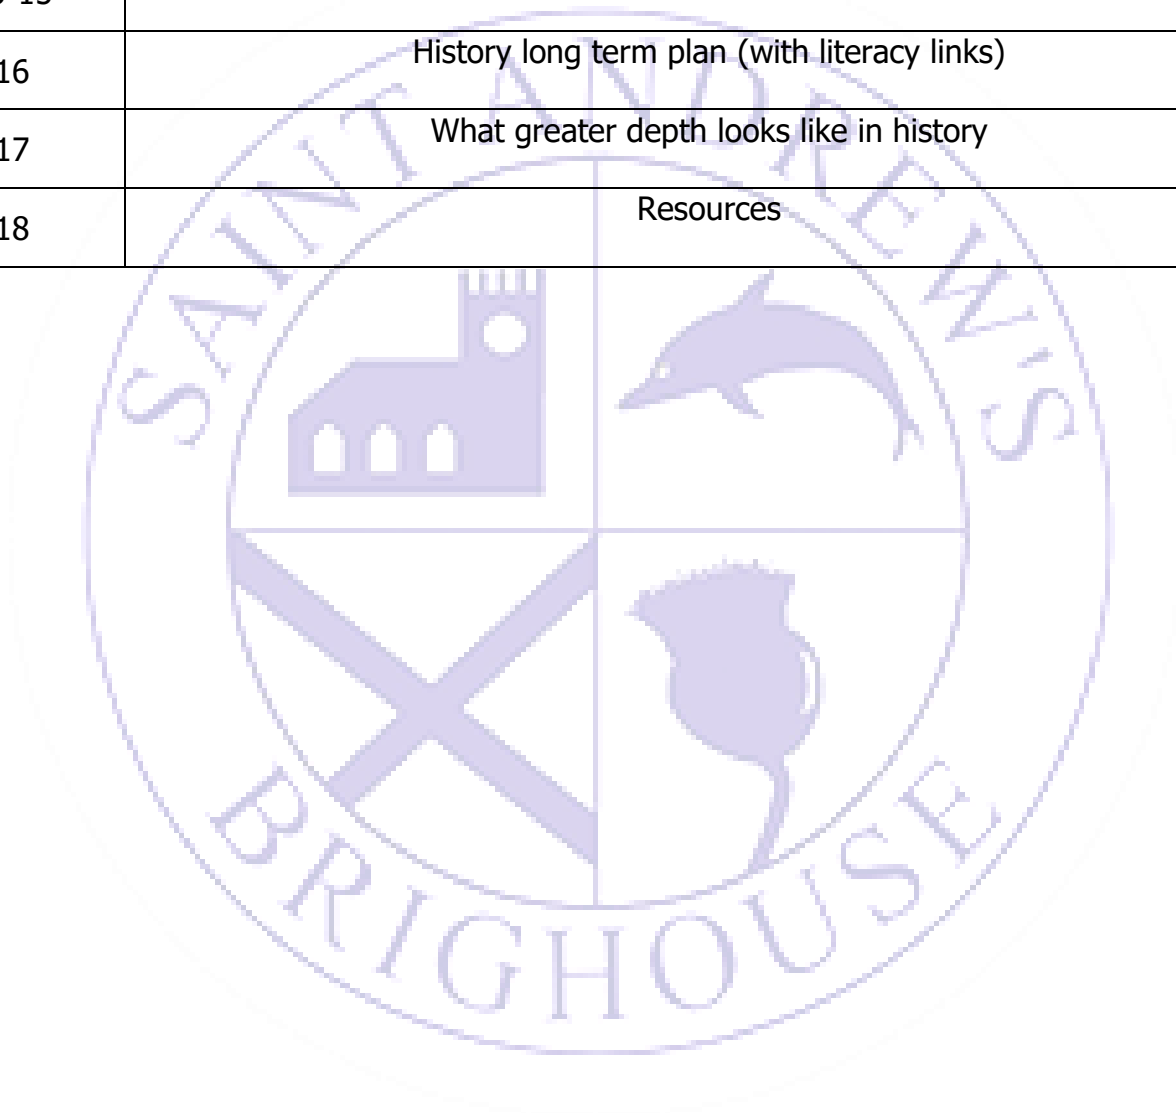 16 History long term plan (with literacy links)
17 What greater depth looks like in history
18 Resources
SAINT ANDREW'S
BRIGHOUSE